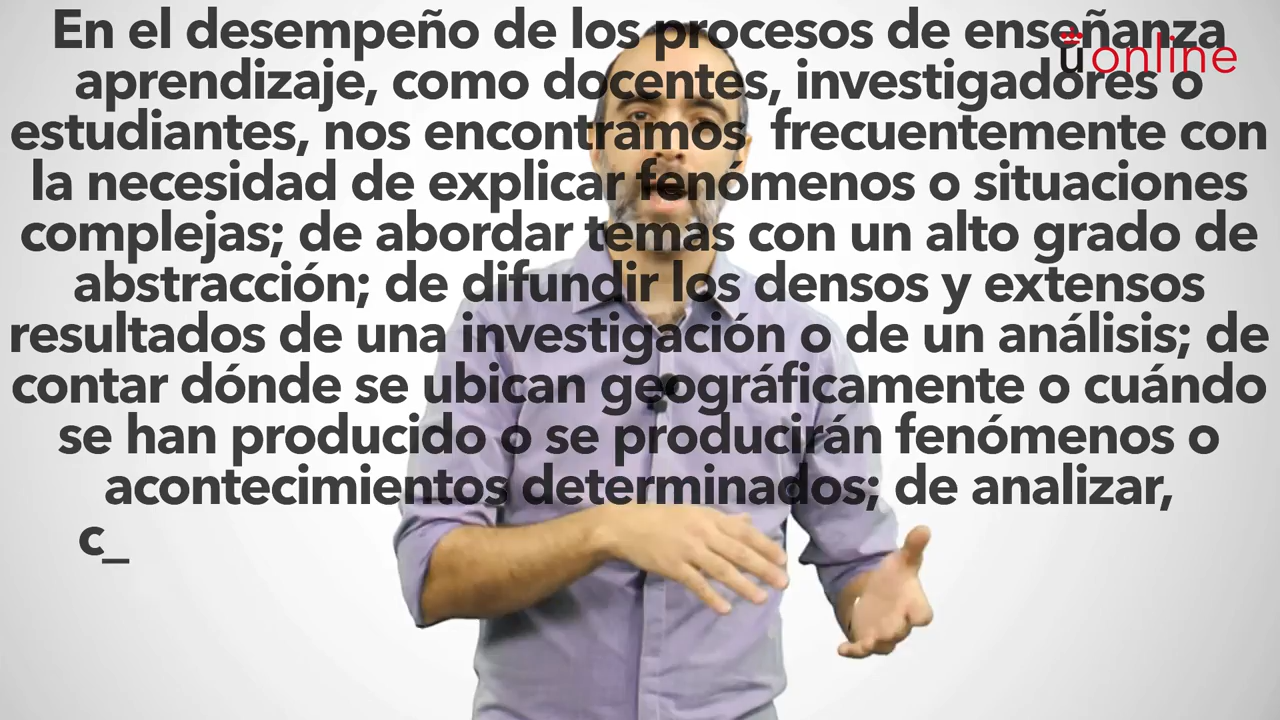 En el desempeño de los procesos de enseñanza
aprendizaje, como docentes, investigadores o
estudiantes, nos encontramos  frecuentemente con
la necesidad de explicar fenómenos o situaciones
complejas; de abordar temas con un alto grado de
abstracción; de difundir los densos y extensos
resultados de una investigación o de un análisis; de
contar dónde se ubican geográficamente o cuándo
se han producido o se producirán fenómenos o
acontecimientos determinados; de analizar,
c_
ü online